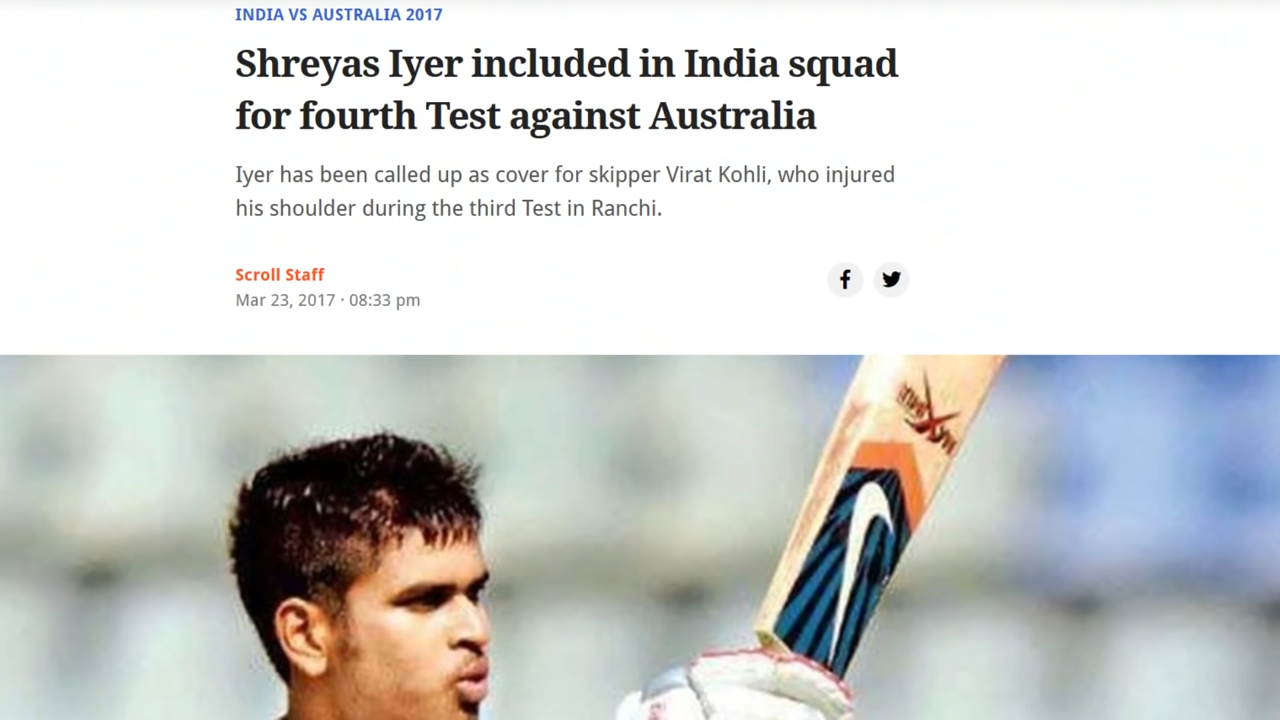 INDIA VS AUSTRALIA 2017
Shreyas Iyer included in India squad
for fourth Test against Australia
Iyer has been called up as cover for skipper Virat Kohli, who injured
his shoulder during the third Test in Ranchi.
Scroll Staff
Mar 23, 2017 · 08:33 pm